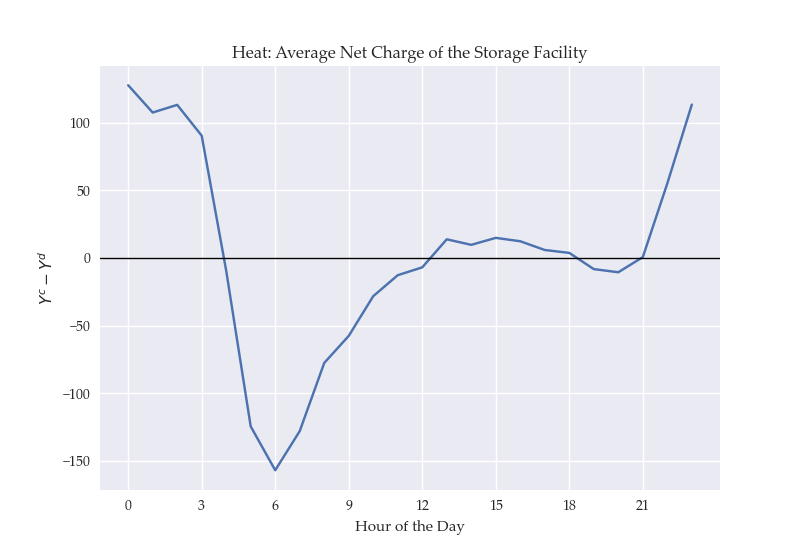 Heat: Average Net Charge of the Storage Facility
100
50
0
−50
−100
−150
Y^c − Y^d
0 3 6 9 12 15 18 21
Hour of the Day